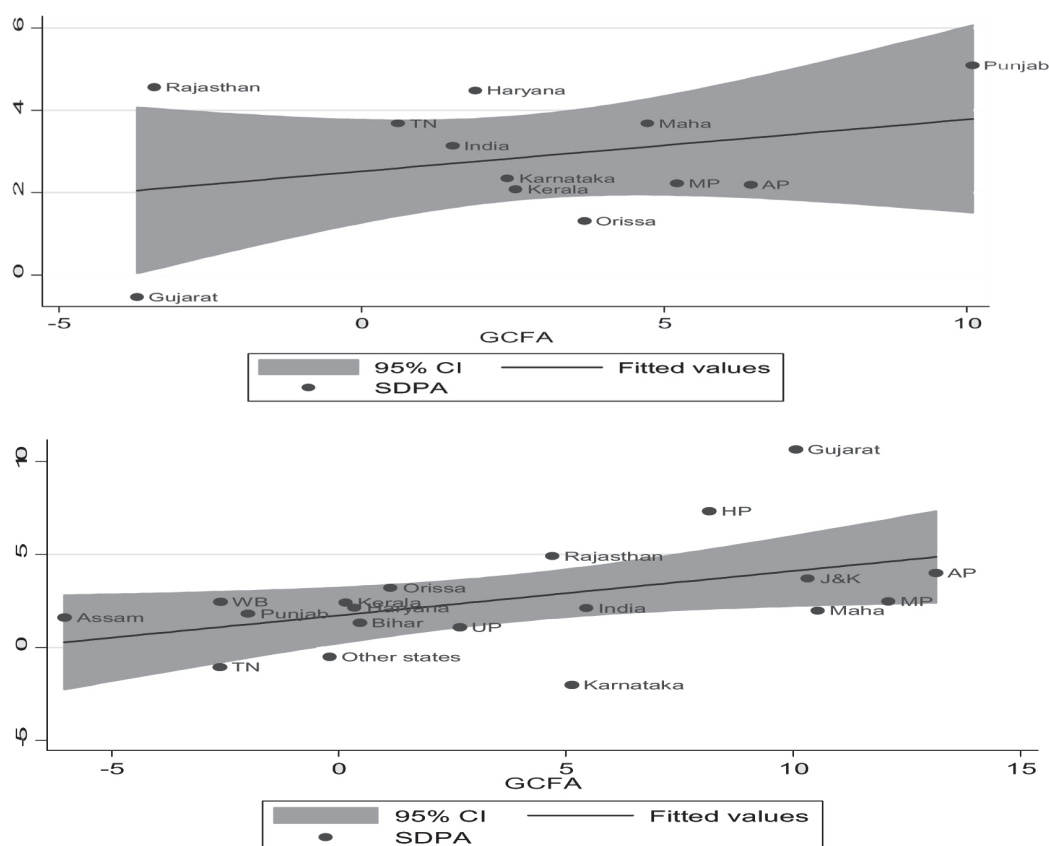 6
4
2
0
Rajasthan
Haryana
Punjab
TN
Maha
India
Karnataka
Kerala
MP
AP
Orissa
Gujarat
-5 0 5 10
GCFA
95% CI Fitted values
SDPA
10
5
0
-5
Gujarat
HP
Rajasthan
J&K
AP
Orissa
WB
Kerala
Haryana
MP
Assam
Punjab
India
Maha
Bihar
UP
Other states
TN
Karnataka
-5 0 5 10 15
GCFA
95% CI Fitted values
SDPA